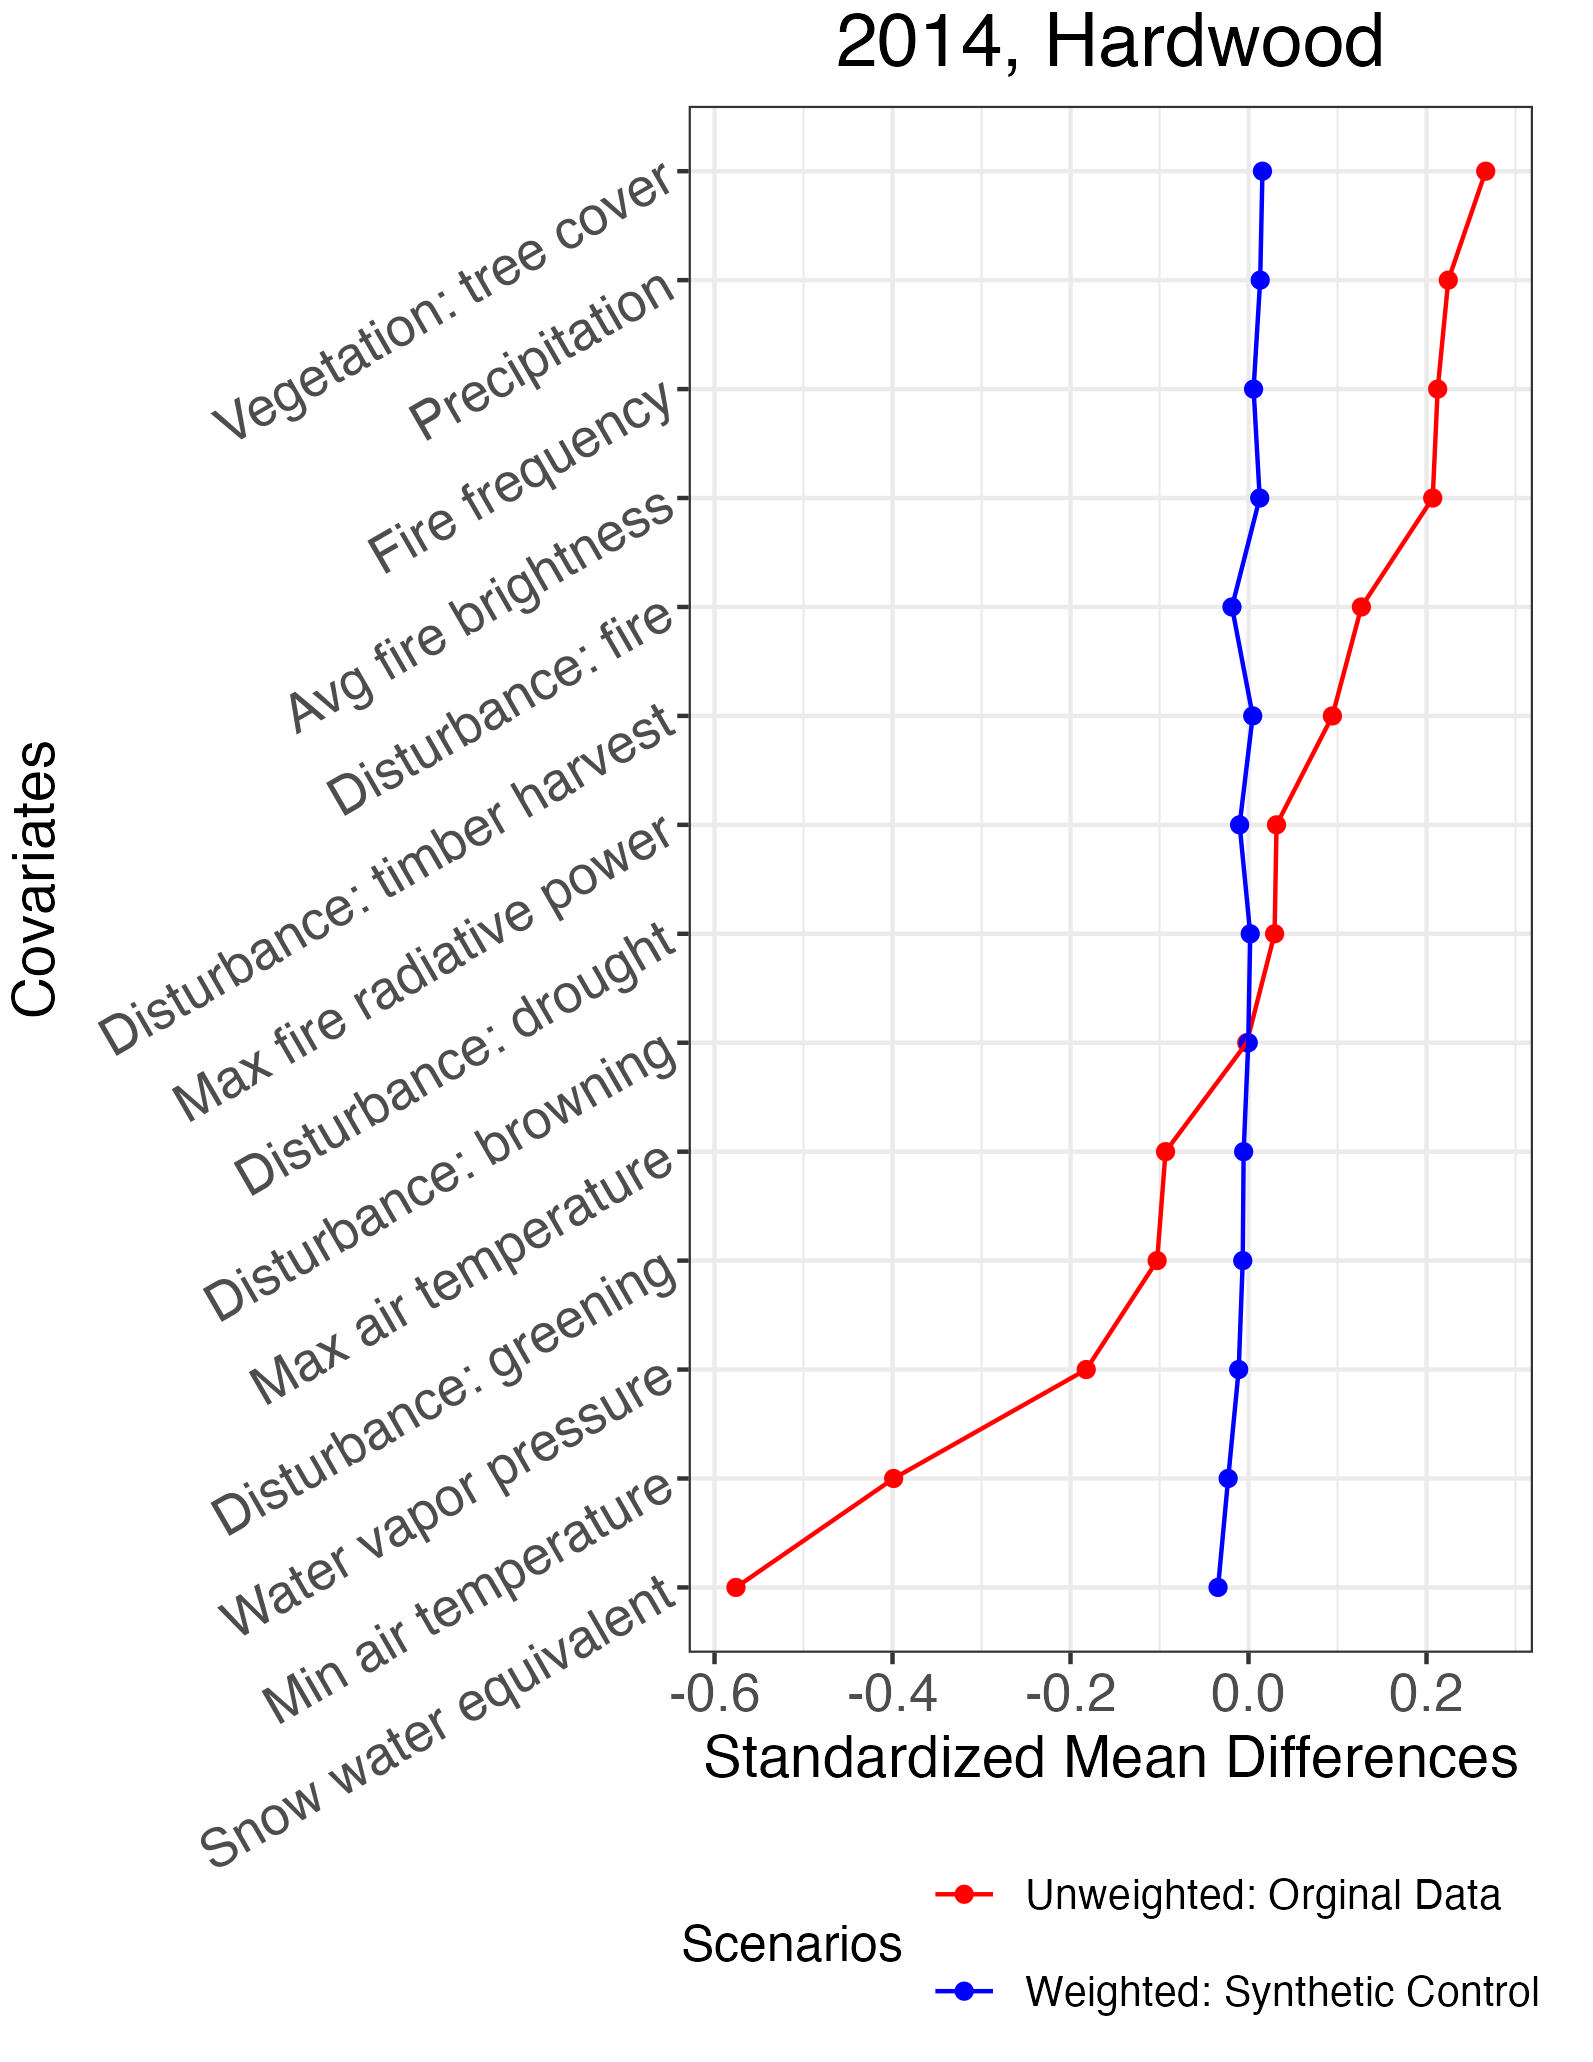 2014, Hardwood
Covariates
Vegetation: tree cover
Precipitation
Fire frequency
Avg fire brightness
Disturbance: fire
Disturbance: timber harvest
Max fire radiative power
Disturbance: drought
Disturbance: browning
Max air temperature
Disturbance: greening
Water vapor pressure
Min air temperature
Snow water equivalent
-0.6 -0.4 -0.2 0.0 0.2
Standardized Mean Differences
Scenarios
Unweighted: Orginal Data
Weighted: Synthetic Control